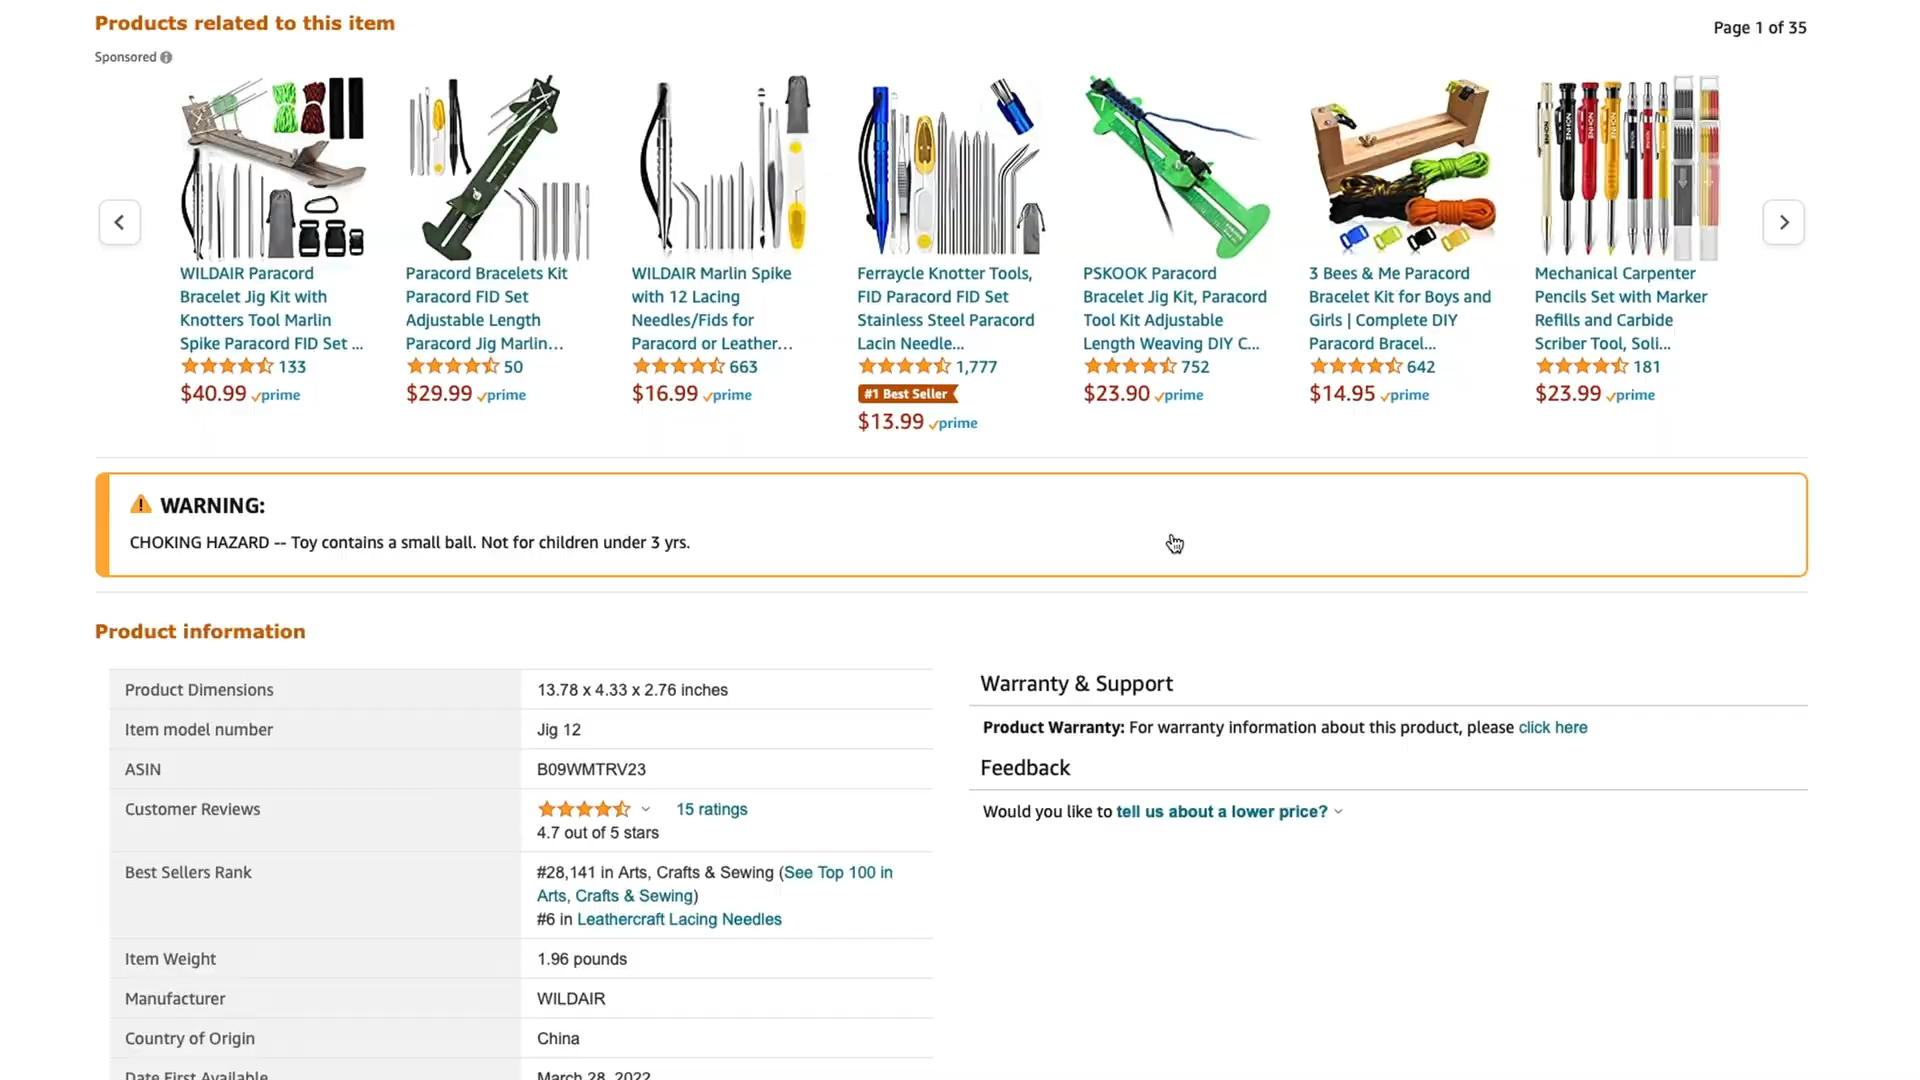 Products related to this item
Page 1 of 35
Sponsored
WILDAIR Paracord
Bracelet Jig Kit with
Knotters Tool Marlin
Spike Paracord FID Set ...
133
$40.99 prime
Paracord Bracelets Kit
Paracord FID Set
Adjustable Length
Paracord Jig Marlin...
50
$29.99 prime
WILDAIR Marlin Spike
with 12 Lacing
Needles/Fids for
Paracord or Leather...
663
$16.99 prime
Ferraycle Knotter Tools,
FID Paracord FID Set
Stainless Steel Paracord
Lacin Needle...
1,777
#1 Best Seller
$13.99 prime
PSKOOK Paracord
Bracelet Jig Kit, Paracord
Tool Kit Adjustable
Length Weaving DIY C...
752
$23.90 prime
3 Bees & Me Paracord
Bracelet Kit for Boys and
Girls | Complete DIY
Paracord Bracel...
642
$14.95 prime
Mechanical Carpenter
Pencils Set with Marker
Refills and Carbide
Scriber Tool, Soli...
181
$23.99 prime
WARNING:
CHOKING HAZARD -- Toy contains a small ball. Not for children under 3 yrs.
Product information
Product Dimensions 13.78 x 4.33 x 2.76 inches
Item model number Jig 12
ASIN B09WMTRV23
Customer Reviews 15 ratings
4.7 out of 5 stars
Best Sellers Rank #28,141 in Arts, Crafts & Sewing (See Top 100 in
Arts, Crafts & Sewing)
#6 in Leathercraft Lacing Needles
Item Weight 1.96 pounds
Manufacturer WILDAIR
Country of Origin China
Date First Available March 28, 2022
Warranty & Support
Product Warranty: For warranty information about this product, please click here
Feedback
Would you like to tell us about a lower price?